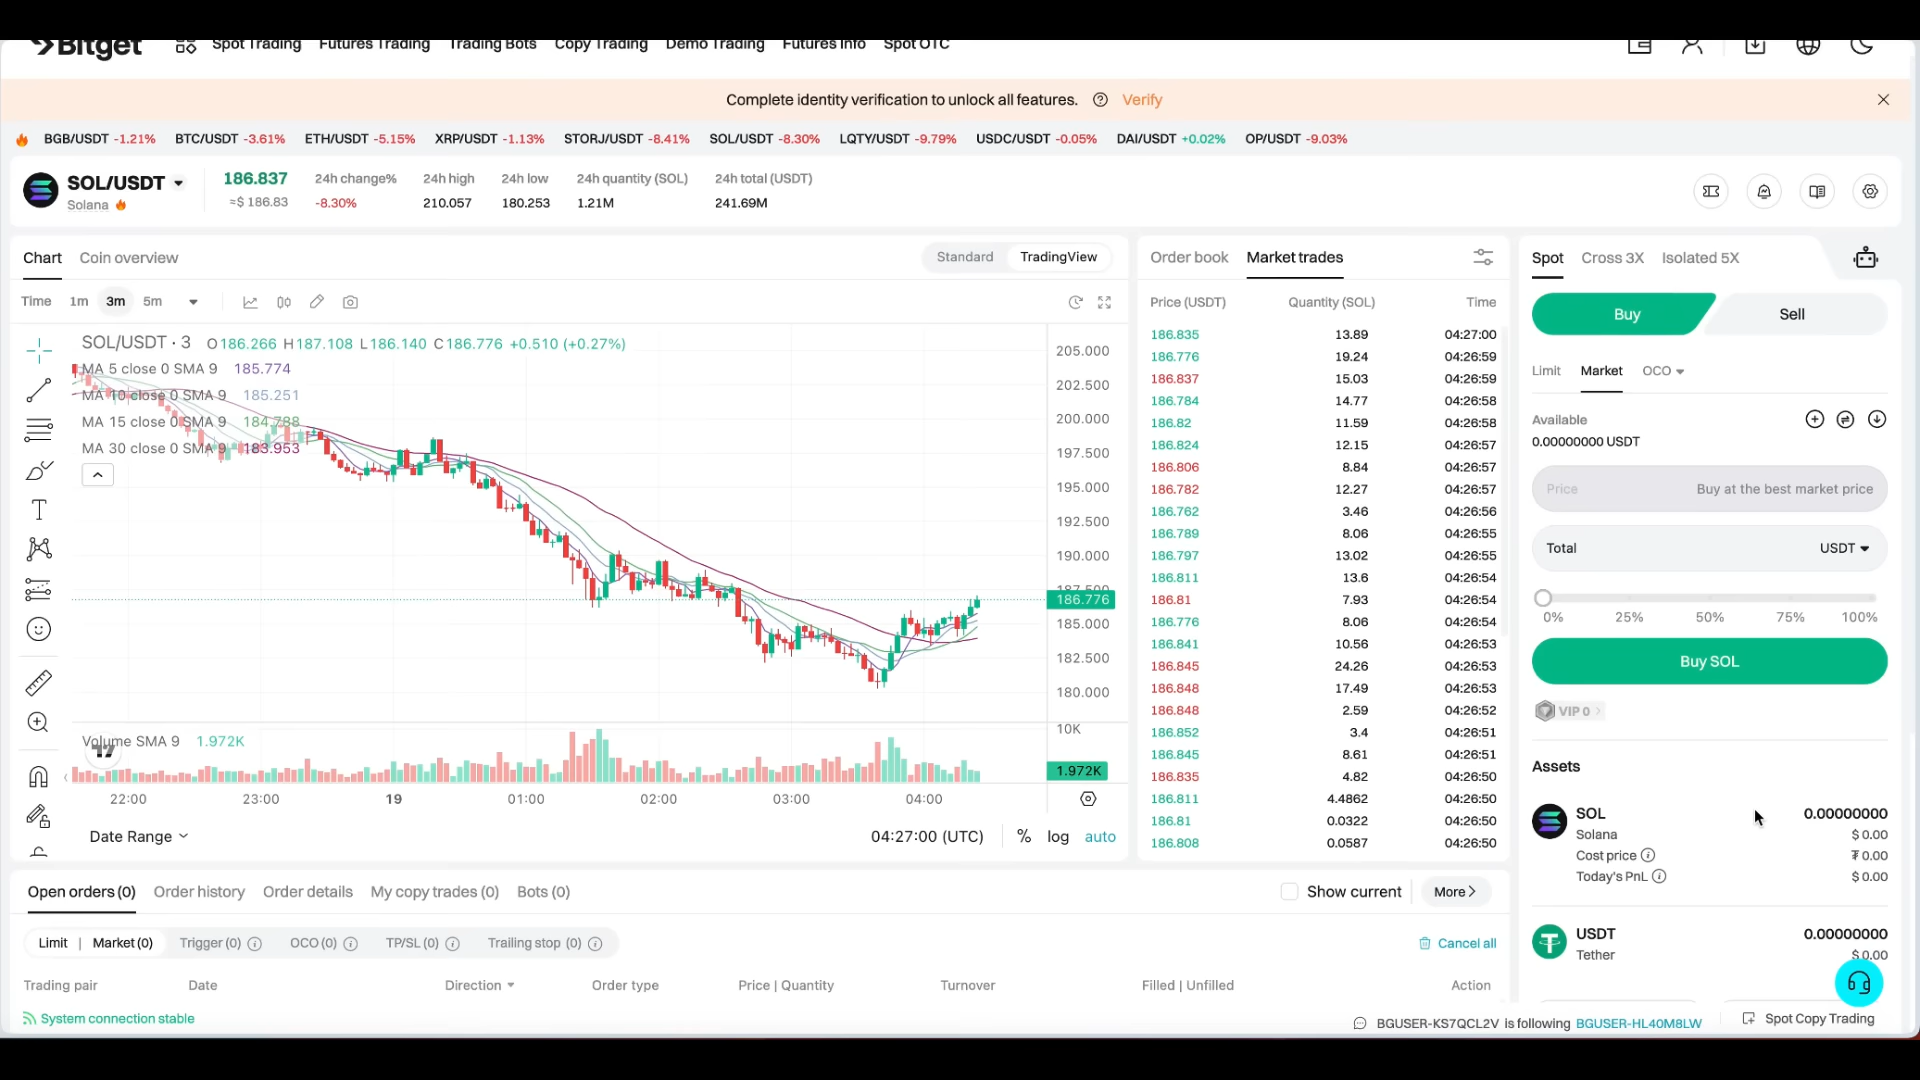 Bitget Spot Trading Futures Trading Trading Bots Copy Trading Demo Trading Futures Info Spot OTC
Complete identity verification to unlock all features. Verify
BGB/USDT -1.21% BTC/USDT -3.61% ETH/USDT -5.15% XRP/USDT -1.13% STORJ/USDT -8.41% SOL/USDT -8.30% LQTY/USDT -9.79% USDC/USDT -0.05% DAI/USDT +0.02% OP/USDT -9.03%
SOL/USDT 186.837 24h change% 24h high 24h low 24h quantity (SOL) 24h total (USDT)
Solana ≈$ 186.83 -8.30% 210.057 180.253 1.21M 241.69M
Chart Coin overview Standard TradingView
Time 1m 3m 5m
SOL/USDT · 3 O186.266 H187.108 L186.140 C186.776 +0.510 (+0.27%)
MA 5 close 0 SMA 9 185.774
MA 10 close 0 SMA 9 185.251
MA 15 close 0 SMA 9 184.788
MA 30 close 0 SMA 9 183.953
205.000
202.500
200.000
197.500
195.000
192.500
190.000
187.500
186.776
185.000
182.500
180.000
10K
Volume SMA 9 1.972K
1.972K
22:00 23:00 19 01:00 02:00 03:00 04:00
Date Range 04:27:00 (UTC) % log auto
Order book Market trades
Price (USDT) Quantity (SOL) Time
186.835 13.89 04:27:00
186.776 19.24 04:26:59
186.837 15.03 04:26:59
186.784 14.77 04:26:58
186.82 11.59 04:26:58
186.824 12.15 04:26:57
186.806 8.84 04:26:57
186.782 12.27 04:26:57
186.762 3.46 04:26:56
186.789 8.06 04:26:55
186.797 13.02 04:26:55
186.811 13.6 04:26:54
186.81 7.93 04:26:54
186.776 8.06 04:26:54
186.841 10.56 04:26:53
186.845 24.26 04:26:53
186.848 17.49 04:26:53
186.848 2.59 04:26:52
186.852 3.4 04:26:51
186.845 8.61 04:26:51
186.835 4.82 04:26:50
186.811 4.4862 04:26:50
186.81 0.0322 04:26:50
186.808 0.0587 04:26:50
Spot Cross 3X Isolated 5X
Buy Sell
Limit Market OCO
Available
0.00000000 USDT
Price Buy at the best market price
Total USDT
0% 25% 50% 75% 100%
Buy SOL
VIP 0
Assets
SOL 0.00000000
Solana $ 0.00
Cost price ₮ 0.00
Today's PnL $ 0.00
USDT 0.00000000
Tether $ 0.00
Open orders (0) Order history Order details My copy trades (0) Bots (0) Show current More
Limit | Market (0) Trigger (0) OCO (0) TP/SL (0) Trailing stop (0) Cancel all
Trading pair Date Direction Order type Price | Quantity Turnover Filled | Unfilled Action
System connection stable BGUSER-KS7QCL2V is following BGUSER-HL40M8LW Spot Copy Trading